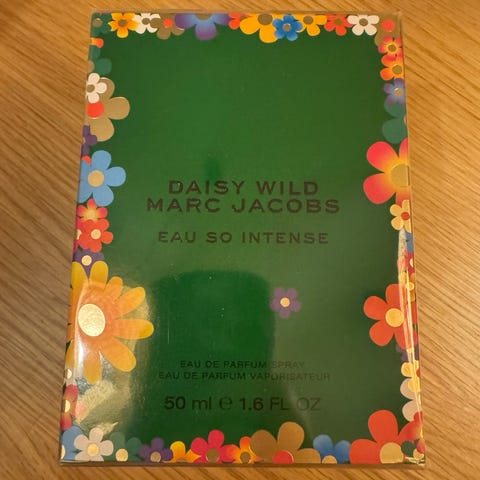 DAISY WILD
MARC JACOBS
EAU SO INTENSE
EAU DE PARFUM SPRAY
EAU DE PARFUM VAPORISATEUR
50 ml ℮ 1.6 FL OZ